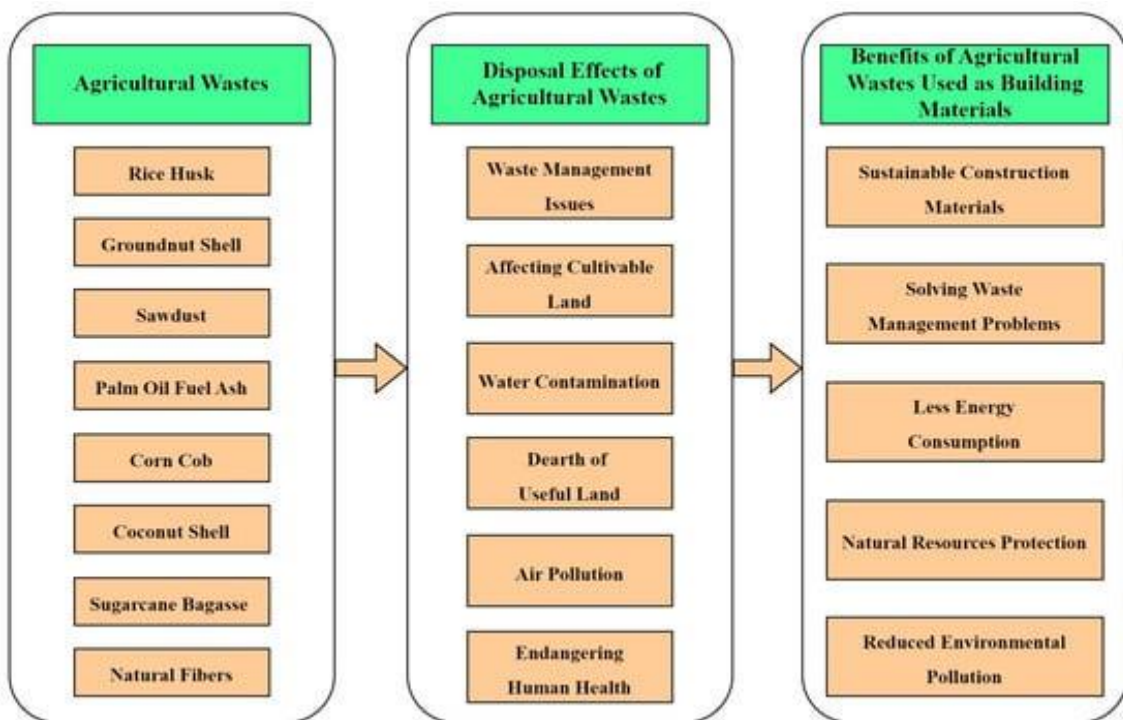 Agricultural Wastes
Rice Husk
Groundnut Shell
Sawdust
Palm Oil Fuel Ash
Corn Cob
Coconut Shell
Sugarcane Bagasse
Natural Fibers
Disposal Effects of
Agricultural Wastes
Waste Management
Issues
Affecting Cultivable
Land
Water Contamination
Dearth of
Useful Land
Air Pollution
Endangering
Human Health
Benefits of Agricultural
Wastes Used as Building
Materials
Sustainable Construction
Materials
Solving Waste
Management Problems
Less Energy
Consumption
Natural Resources Protection
Reduced Environmental
Pollution